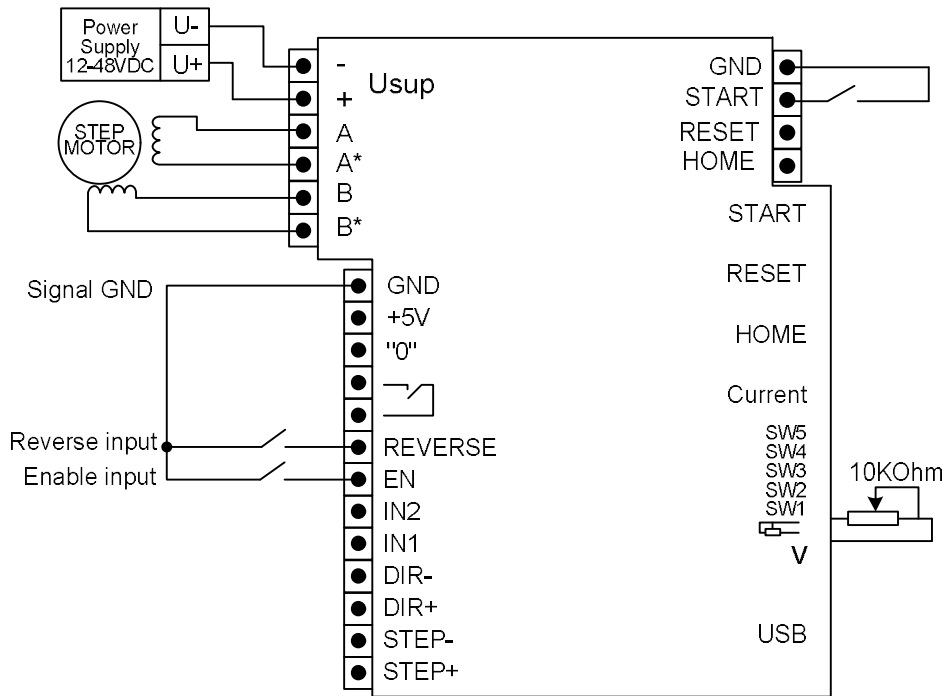 Power
Supply
12-48VDC
U-
U+
-
+
Usup
STEP
MOTOR
A
A*
B
B*
GND
START
RESET
HOME
START
RESET
HOME
Current
SW5
SW4
SW3
SW2
SW1
V
USB
10KOhm
Signal GND
GND
+5V
"0"
Reverse input
REVERSE
Enable input
EN
IN2
IN1
DIR-
DIR+
STEP-
STEP+